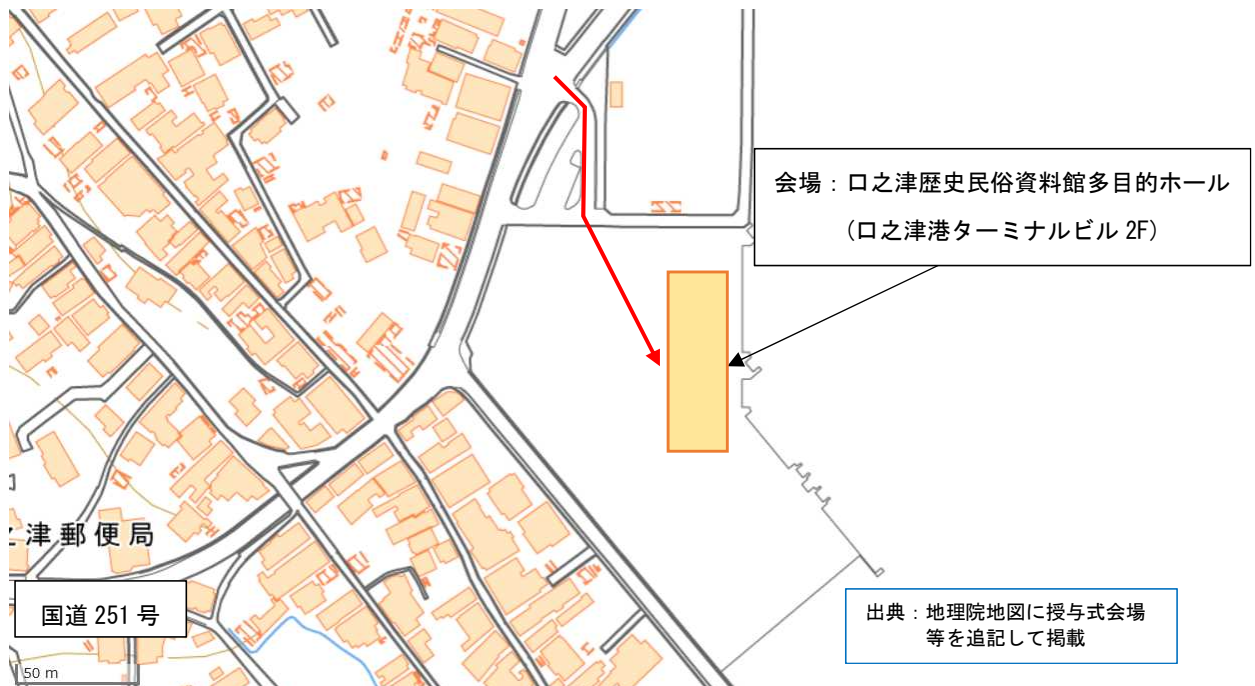 会場：口之津歴史民俗資料館多目的ホール
(口之津港ターミナルビル 2F)
津郵便局
国道 251 号
出典：地理院地図に授与式会場
等を追記して掲載
50 m